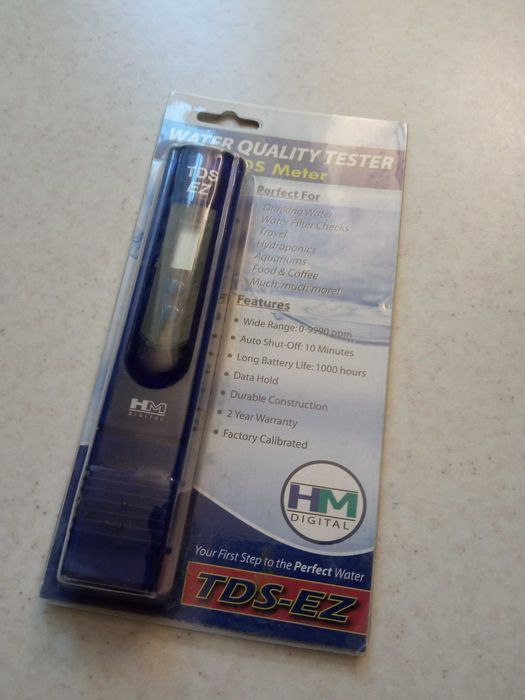 WATER QUALITY TESTER
TDS Meter
TDS
EZ
HM
DIGITAL
Perfect For
Drinking Water
Water Filter Checks
Travel
Hydroponics
Aquariums
Food & Coffee
Much, much more!
Features
• Wide Range: 0-9990 ppm
• Auto Shut-Off: 10 Minutes
• Long Battery Life: 1000 hours
• Data Hold
• Durable Construction
• 2 Year Warranty
• Factory Calibrated
HM
DIGITAL
Your First Step to the Perfect Water
TDS-EZ